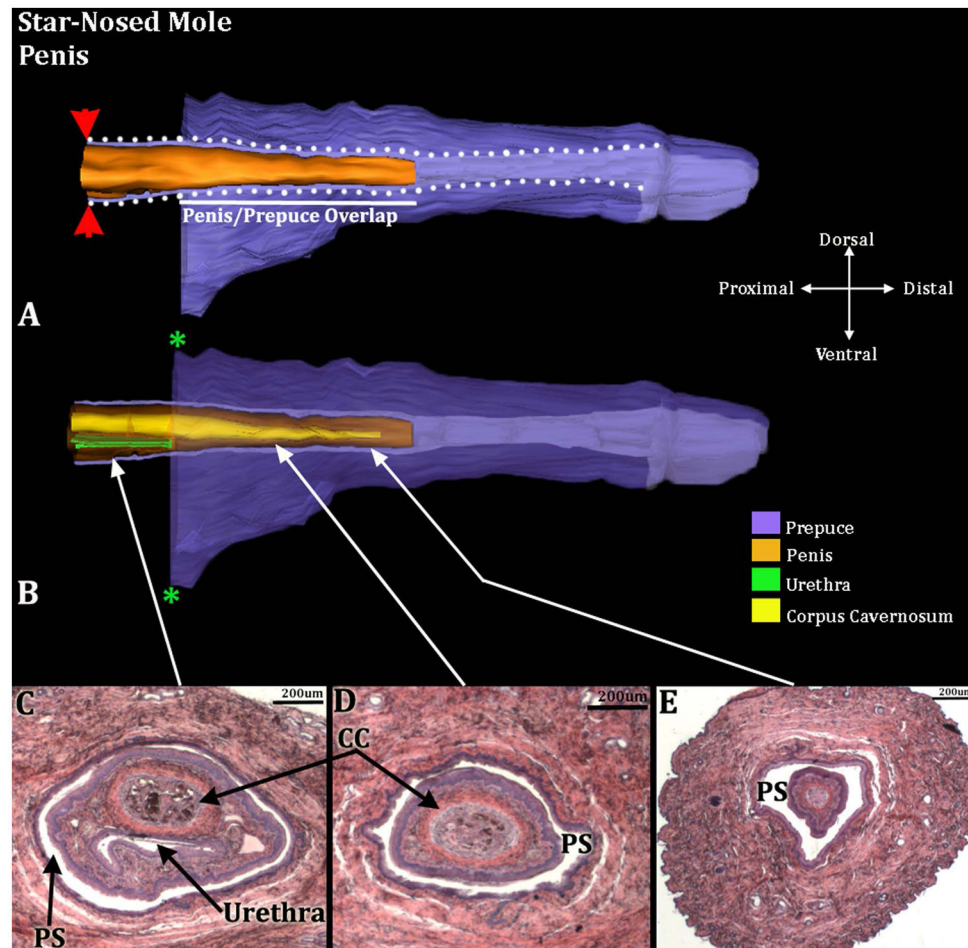 Star-Nosed Mole
Penis
Penis/Prepuce Overlap
Dorsal
Proximal
Distal
Ventral
A
*
B
*
Prepuce
Penis
Urethra
Corpus Cavernosum
C
200um
D
200um
E
200um
CC
PS
PS
PS
Urethra